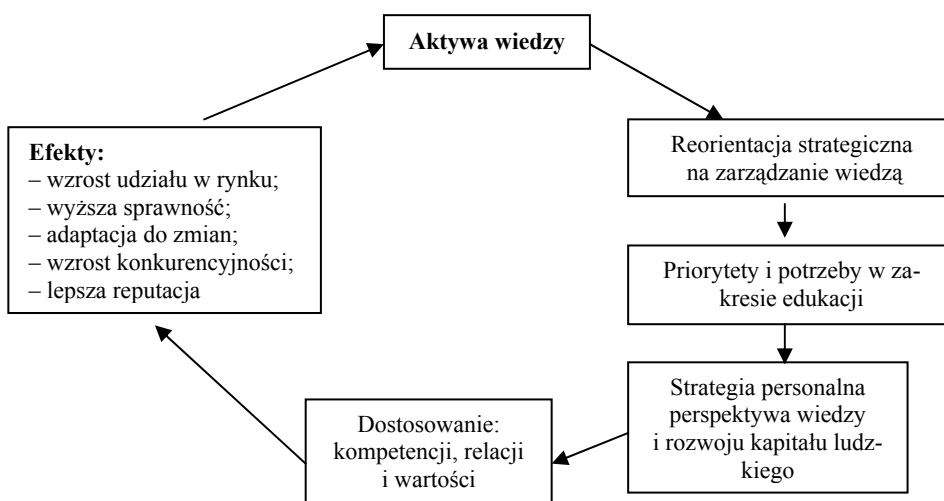 Aktywa wiedzy
Reorientacja strategiczna
na zarządzanie wiedzą
Priorytety i potrzeby w za-
kresie edukacji
Strategia personalna
perspektywa wiedzy
i rozwoju kapitału ludz-
kiego
Dostosowanie:
kompetencji, relacji
i wartości
Efekty:
– wzrost udziału w rynku;
– wyższa sprawność;
– adaptacja do zmian;
– wzrost konkurencyjności;
– lepsza reputacja